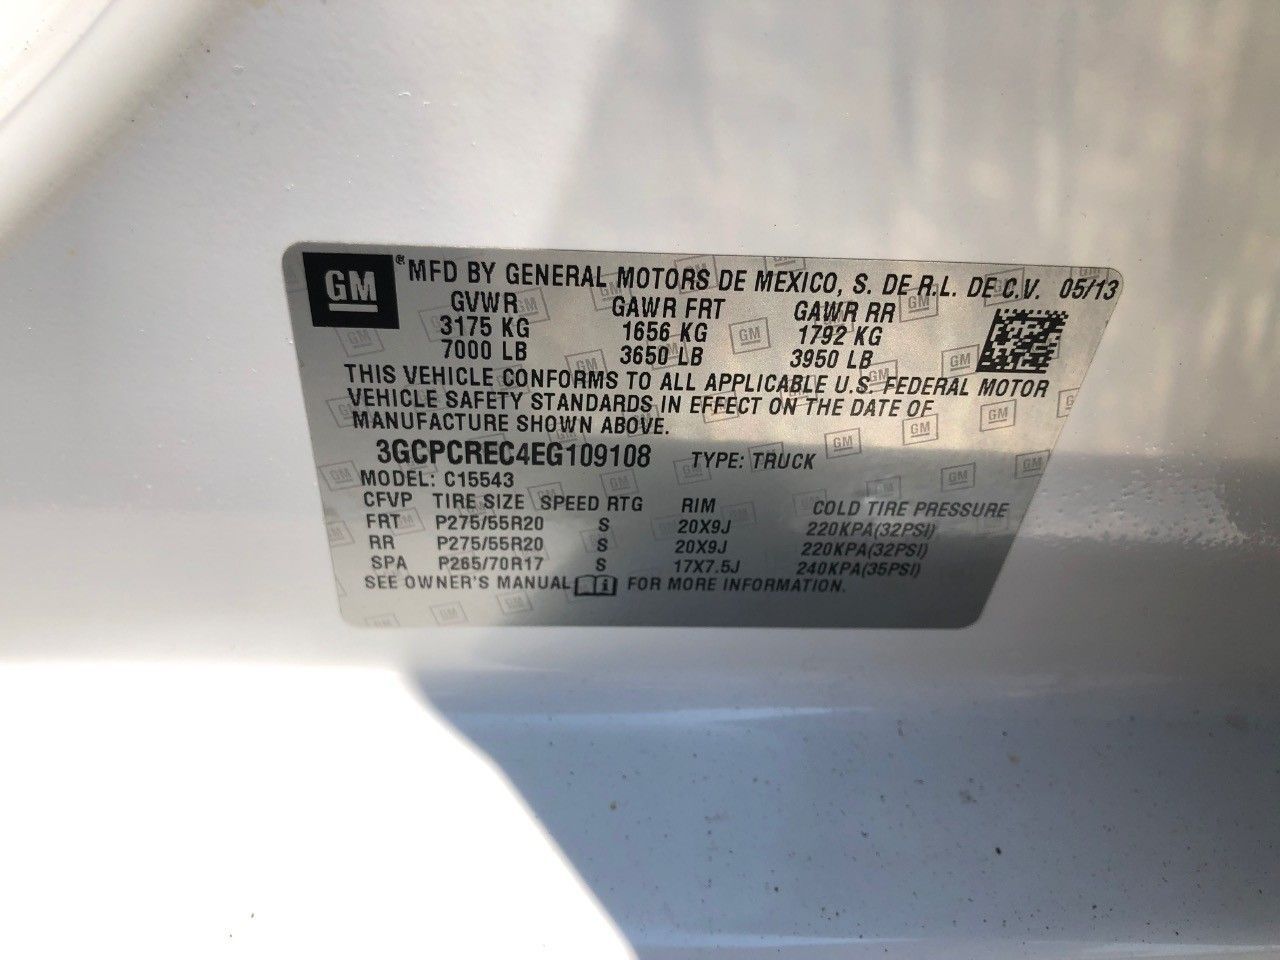 GM ® MFD BY GENERAL MOTORS DE MEXICO, S. DE R.L. DE C.V. 05/13
GVWR GAWR FRT GAWR RR
3175 KG 1656 KG 1792 KG
7000 LB 3650 LB 3950 LB
THIS VEHICLE CONFORMS TO ALL APPLICABLE U.S. FEDERAL MOTOR
VEHICLE SAFETY STANDARDS IN EFFECT ON THE DATE OF
MANUFACTURE SHOWN ABOVE.
3GCPCREC4EG109108 TYPE: TRUCK
MODEL: C15543
CFVP TIRE SIZE SPEED RTG RIM COLD TIRE PRESSURE
FRT P275/55R20 S 20X9J 220KPA(32PSI)
RR P275/55R20 S 20X9J 220KPA(32PSI)
SPA P265/70R17 S 17X7.5J 240KPA(35PSI)
SEE OWNER'S MANUAL FOR MORE INFORMATION.